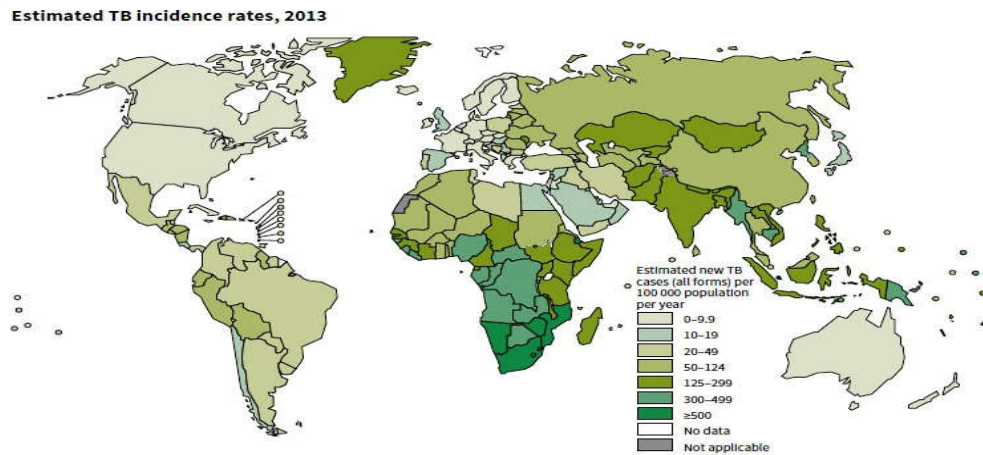 Estimated TB incidence rates, 2013
Estimated new TB
cases (all forms) per
100 000 population
per year
0–9.9
10–19
20–49
50–124
125–299
300–499
≥500
No data
Not applicable